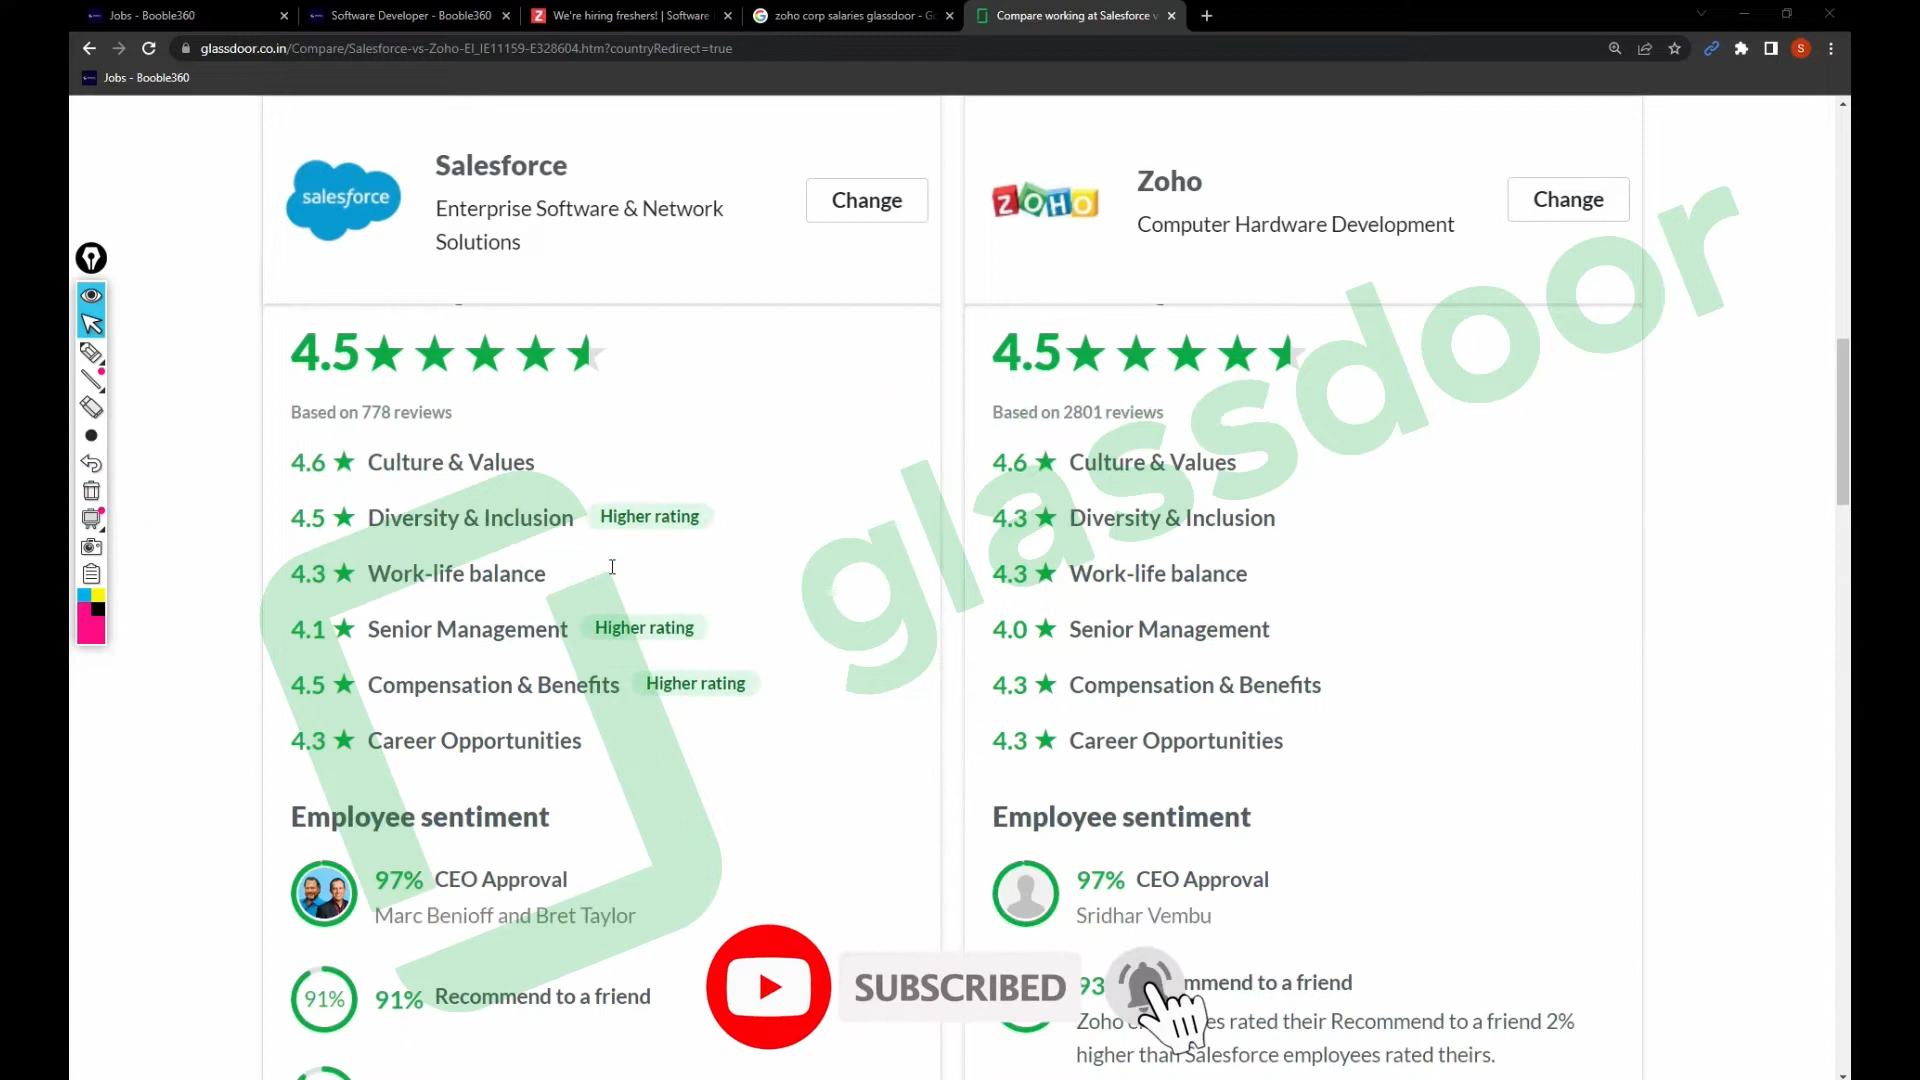 Jobs - Booble360
Software Developer - Booble360
We're hiring freshers! | Software
zoho corp salaries glassdoor - Go
Compare working at Salesforce v
glassdoor.co.in/Compare/Salesforce-vs-Zoho-EI_IE11159-E328604.htm?countryRedirect=true
S
Jobs - Booble360
salesforce
Salesforce
Enterprise Software & Network
Solutions
Change
ZOHO
Zoho
Computer Hardware Development
Change
glassdoor
4.5
Based on 778 reviews
4.6 ★ Culture & Values
4.5 ★ Diversity & Inclusion Higher rating
4.3 ★ Work-life balance
4.1 ★ Senior Management Higher rating
4.5 ★ Compensation & Benefits Higher rating
4.3 ★ Career Opportunities
Employee sentiment
97% CEO Approval
Marc Benioff and Bret Taylor
91% 91% Recommend to a friend
4.5
Based on 2801 reviews
4.6 ★ Culture & Values
4.3 ★ Diversity & Inclusion
4.3 ★ Work-life balance
4.0 ★ Senior Management
4.3 ★ Compensation & Benefits
4.3 ★ Career Opportunities
Employee sentiment
97% CEO Approval
Sridhar Vembu
93 mmend to a friend
Zoho es rated their Recommend to a friend 2%
higher than Salesforce employees rated theirs.
SUBSCRIBED